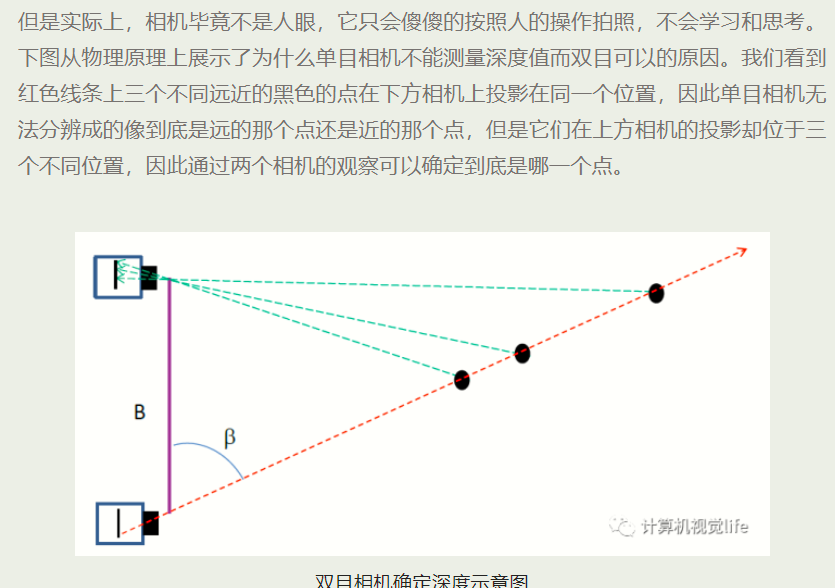 但是实际上，相机毕竟不是人眼，它只会傻傻的按照人的操作拍照，不会学习和思考。
下图从物理原理上展示了为什么单目相机不能测量深度值而双目可以的原因。我们看到
红色线条上三个不同远近的黑色的点在下方相机上投影在同一个位置，因此单目相机无
法分辨成的像到底是远的那个点还是近的那个点，但是它们在上方相机的投影却位于三
个不同位置，因此通过两个相机的观察可以确定到底是哪一个点。
B
β
计算机视觉life
双目相机确定深度示意图